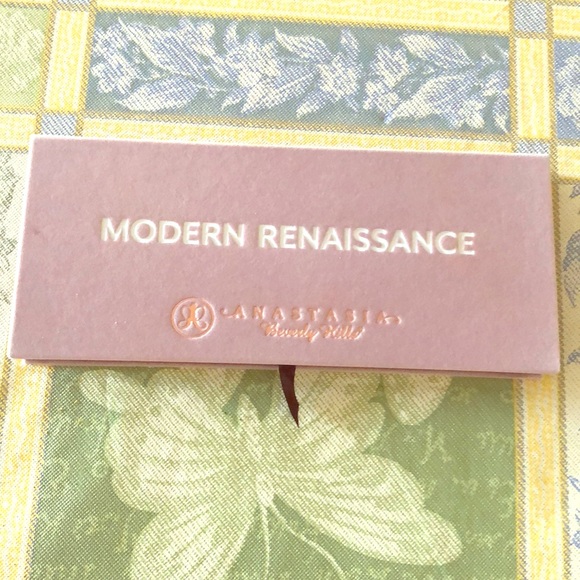 MODERN RENAISSANCE
ANASTASIA
Beverly Hills